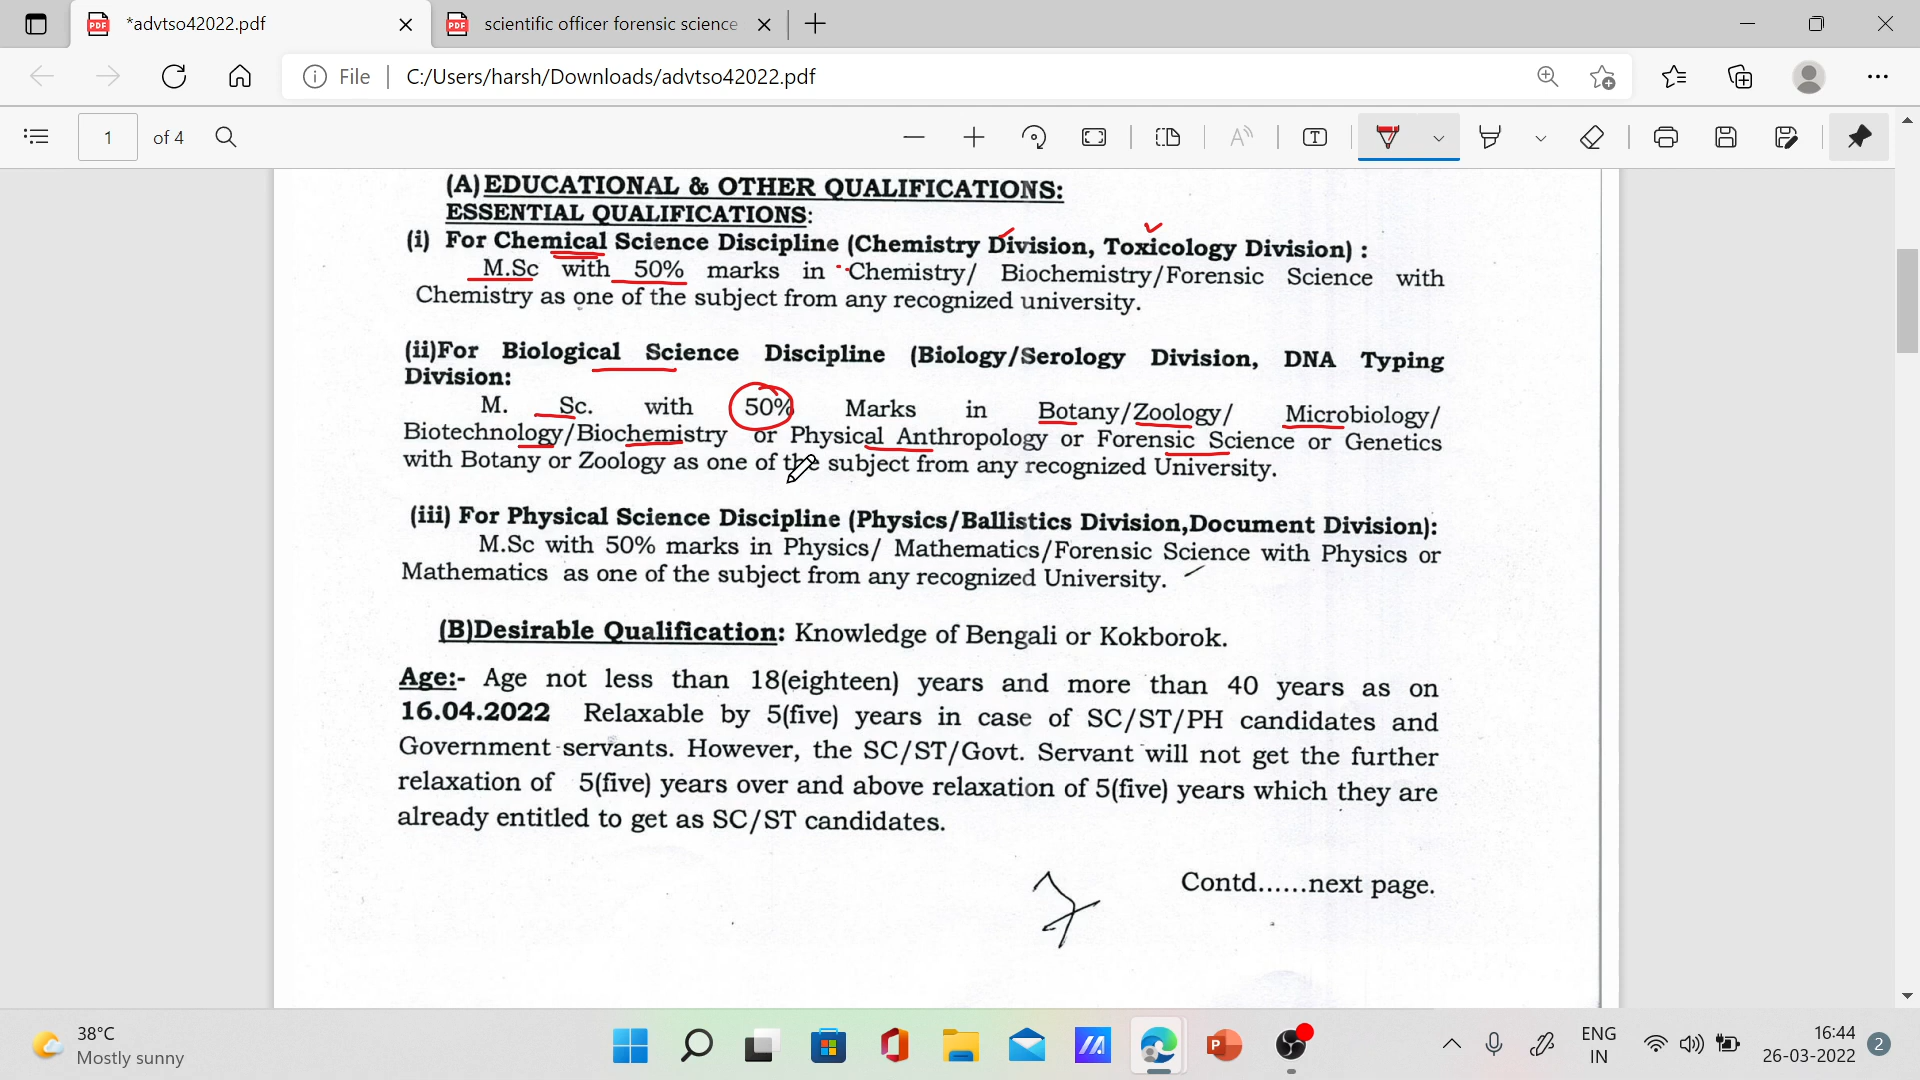 *advtso42022.pdf
scientific officer forensic science
File
C:/Users/harsh/Downloads/advtso42022.pdf
1 of 4
(A) EDUCATIONAL & OTHER QUALIFICATIONS:
ESSENTIAL QUALIFICATIONS:
(i) For Chemical Science Discipline (Chemistry Division, Toxicology Division) :
M.Sc with 50% marks in Chemistry/ Biochemistry/Forensic Science with
Chemistry as one of the subject from any recognized university.
(ii)For Biological Science Discipline (Biology/Serology Division, DNA Typing
Division:
M. Sc. with 50% Marks in Botany/Zoology/ Microbiology/
Biotechnology/Biochemistry or Physical Anthropology or Forensic Science or Genetics
with Botany or Zoology as one of the subject from any recognized University.
(iii) For Physical Science Discipline (Physics/Ballistics Division,Document Division):
M.Sc with 50% marks in Physics/ Mathematics/Forensic Science with Physics or
Mathematics as one of the subject from any recognized University.
(B)Desirable Qualification: Knowledge of Bengali or Kokborok.
Age:- Age not less than 18(eighteen) years and more than 40 years as on
16.04.2022 Relaxable by 5(five) years in case of SC/ST/PH candidates and
Government servants. However, the SC/ST/Govt. Servant will not get the further
relaxation of 5(five) years over and above relaxation of 5(five) years which they are
already entitled to get as SC/ST candidates.
Contd......next page.
38°C
Mostly sunny
ENG
IN
16:44
26-03-2022
2